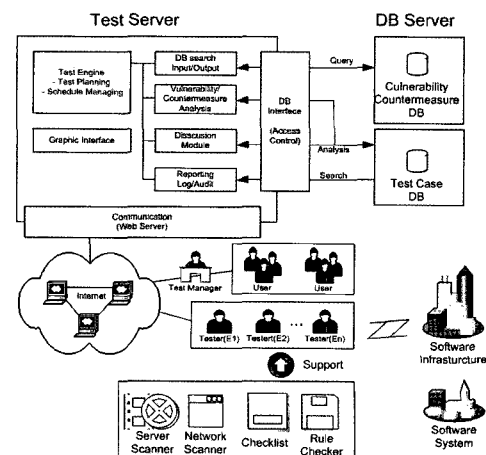 Test Server
DB Server
Test Engine
- Test Planning
- Schedule Managing
Graphic Interface
DB search
Input/Output
Vulnerability/
Countermeasure
Analysis
Disscusion
Module
Reporting
Log/Audit
DB
Interface
(Access
Control)
Query
Analysis
Search
Culnerability
Countermeasure
DB
Test Case
DB
Communication
(Web Server)
Internet
Test Manager
User
User
Tester(E1)
Testert(E2)
...
Tester(En)
Support
Software
Infrasturcture
Software
System
Server
Scanner
Network
Scanner
Checklist
Rule
Checker